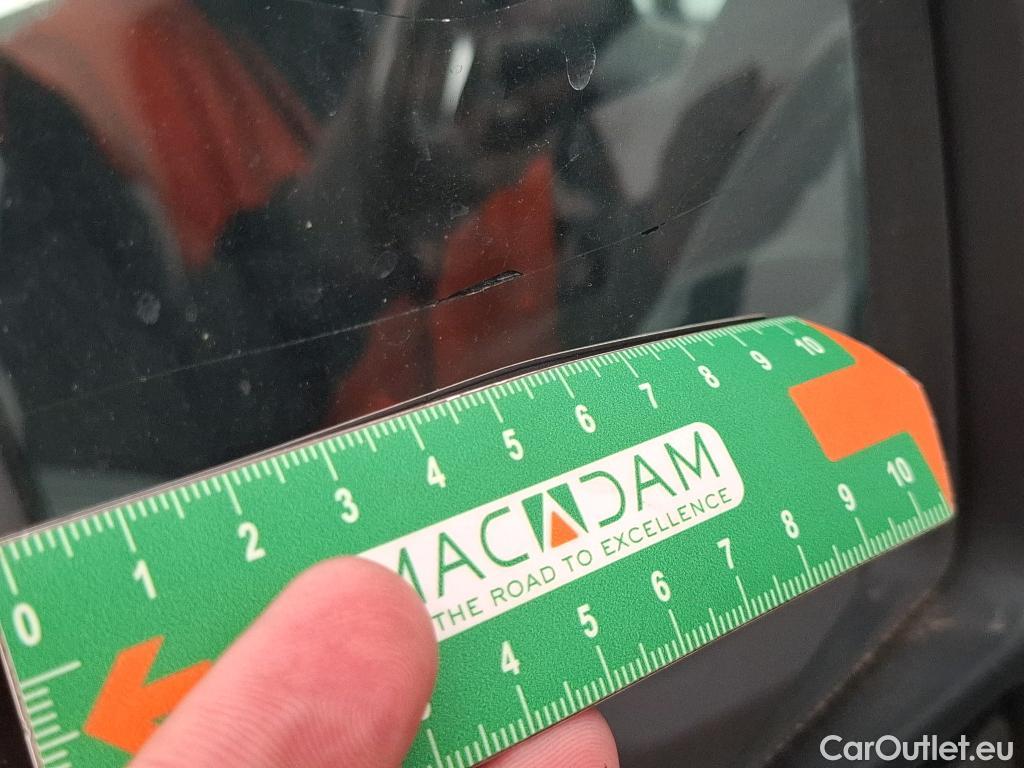 0 1 2 3 4 5 6 7 8 9 10
MACADAM
THE ROAD TO EXCELLENCE
4 5 6 7 8 9 10
CarOutlet.eu